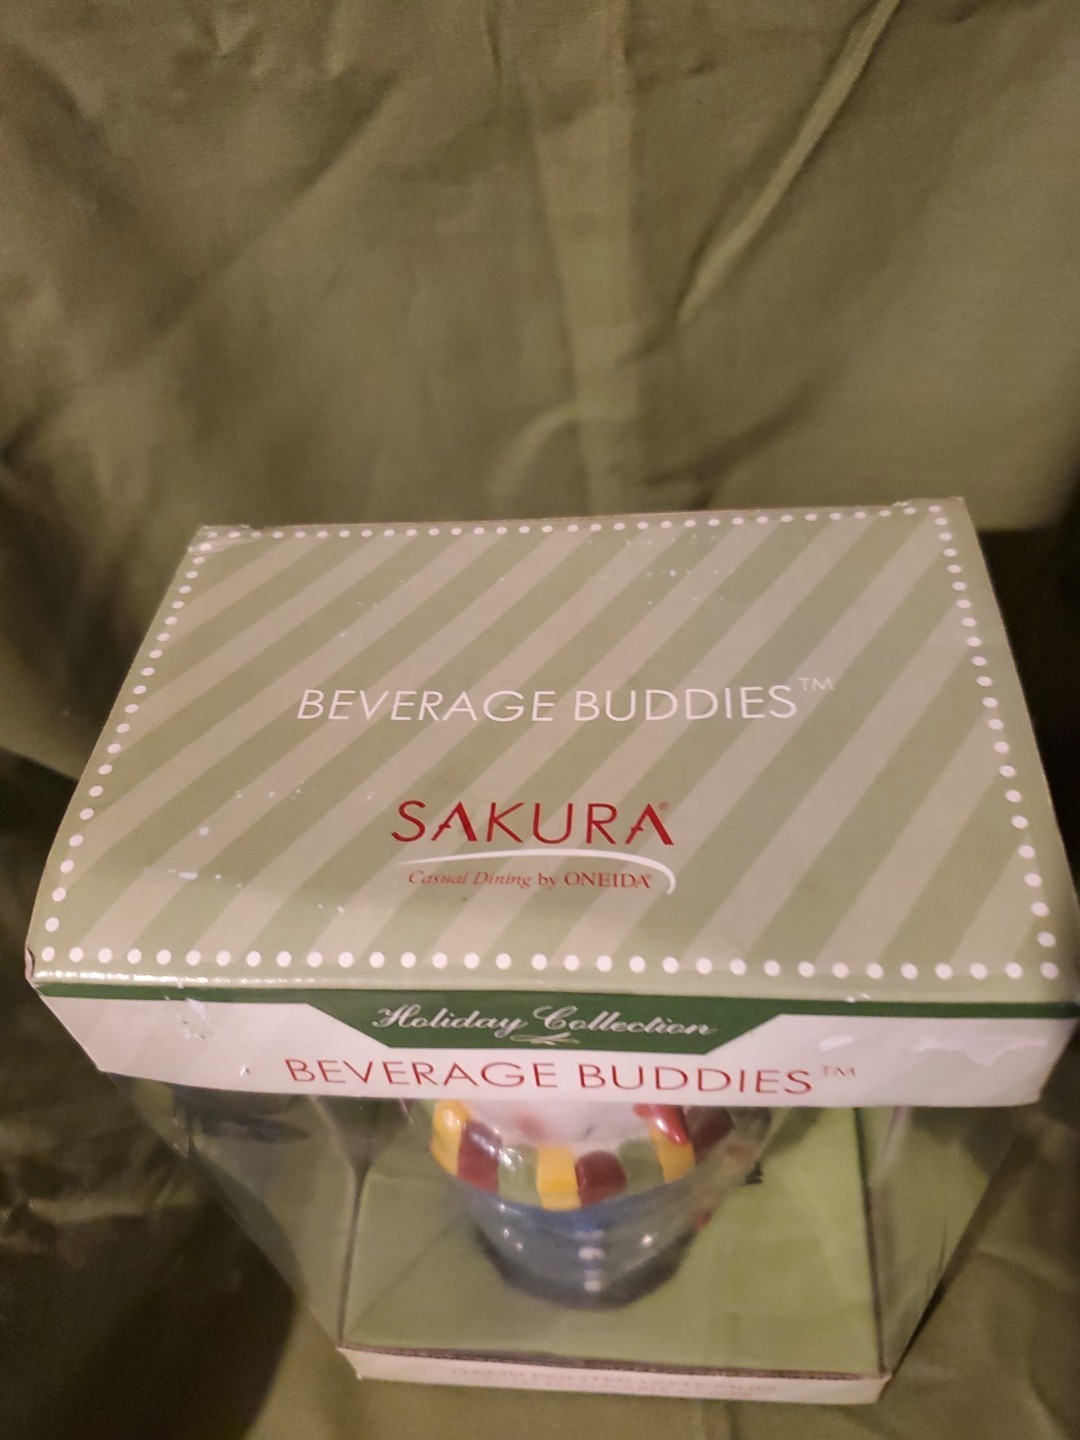 BEVERAGE BUDDIES™
SAKURA®
Casual Dining by ONEIDA®
Holiday Collection
BEVERAGE BUDDIES™